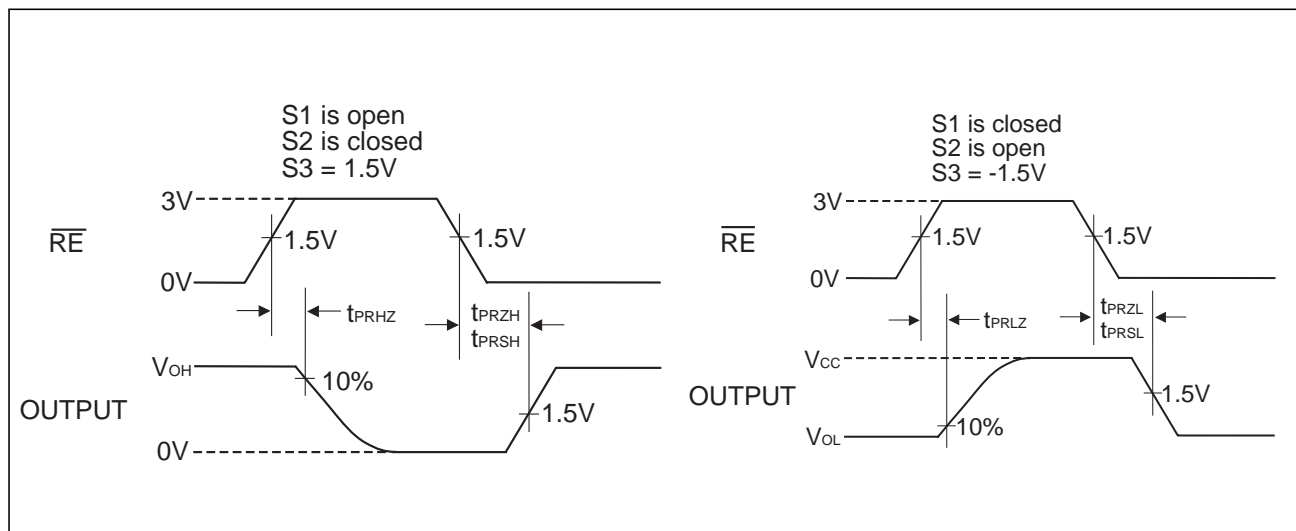 S1 is open
S2 is closed
S3 = 1.5V
3V
RE
1.5V
1.5V
0V
tPRHZ
tPRZH
tPRSH
VOH
10%
OUTPUT
1.5V
0V
S1 is closed
S2 is open
S3 = -1.5V
3V
RE
1.5V
1.5V
0V
tPRLZ
tPRZL
tPRSL
VCC
OUTPUT
1.5V
VOL
10%